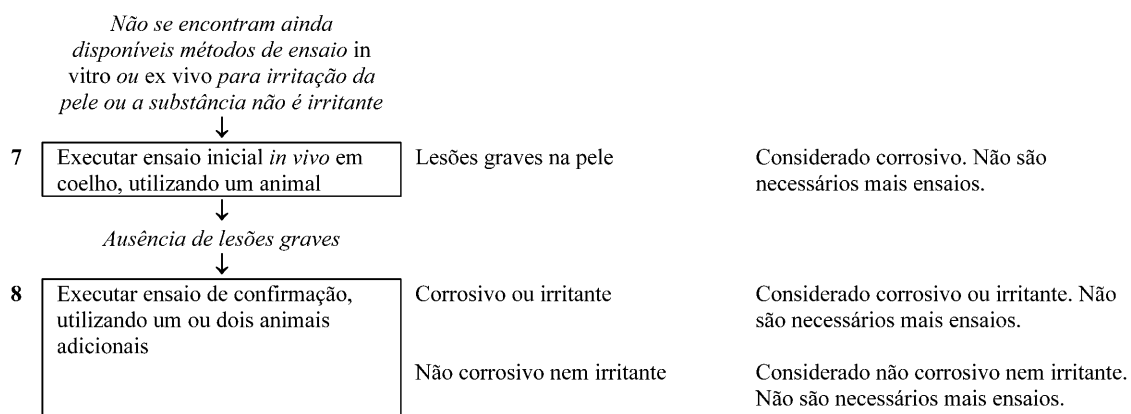 Não se encontram ainda
disponíveis métodos de ensaio in
vitro ou ex vivo para irritação da
pele ou a substância não é irritante
7
Executar ensaio inicial in vivo em
coelho, utilizando um animal
Lesões graves na pele
Considerado corrosivo. Não são
necessários mais ensaios.
Ausência de lesões graves
8
Executar ensaio de confirmação,
utilizando um ou dois animais
adicionais
Corrosivo ou irritante
Considerado corrosivo ou irritante. Não
são necessários mais ensaios.
Não corrosivo nem irritante
Considerado não corrosivo nem irritante.
Não são necessários mais ensaios.